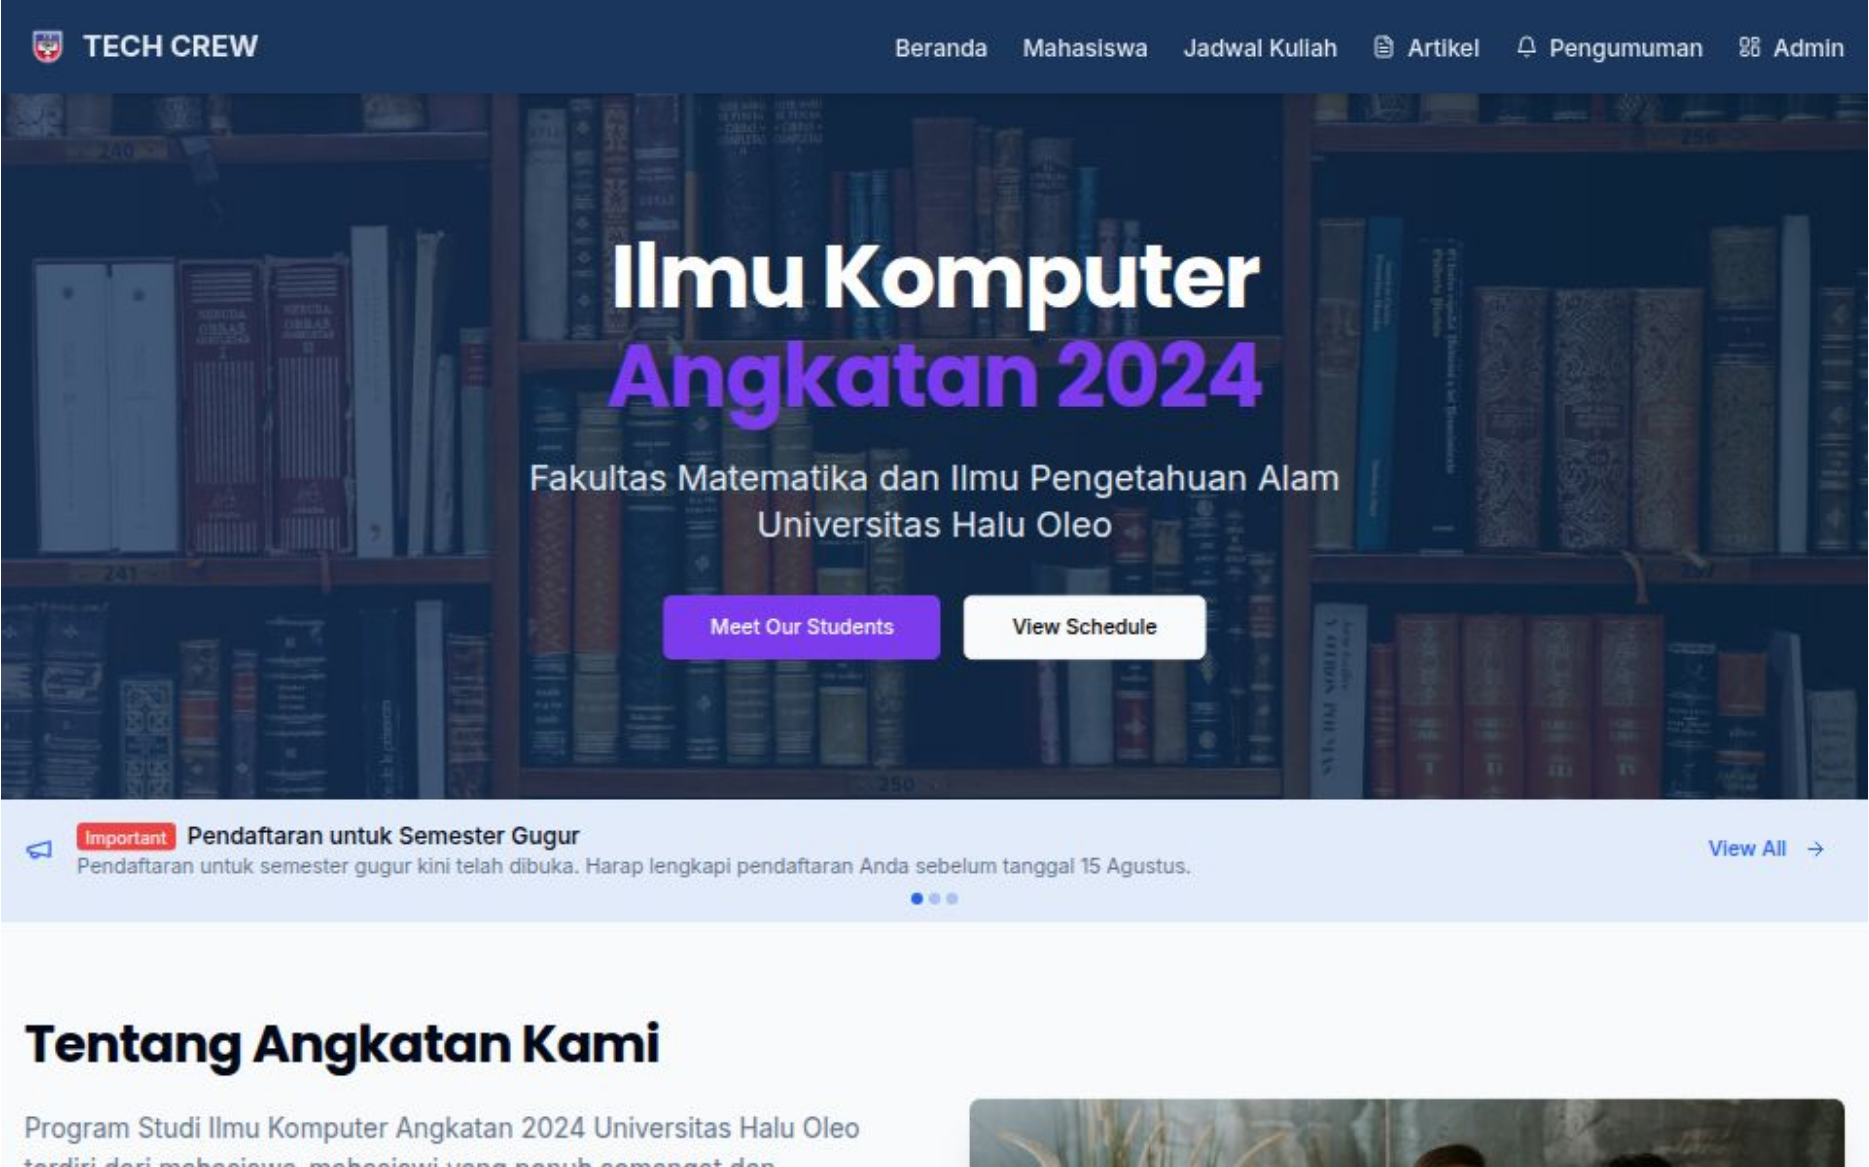 TECH CREW
Beranda Mahasiswa Jadwal Kuliah Artikel Pengumuman Admin
Ilmu Komputer
Angkatan 2024
Fakultas Matematika dan Ilmu Pengetahuan Alam
Universitas Halu Oleo
Meet Our Students View Schedule
240
241
250
Important Pendaftaran untuk Semester Gugur
Pendaftaran untuk semester gugur kini telah dibuka. Harap lengkapi pendaftaran Anda sebelum tanggal 15 Agustus.
View All
Tentang Angkatan Kami
Program Studi Ilmu Komputer Angkatan 2024 Universitas Halu Oleo